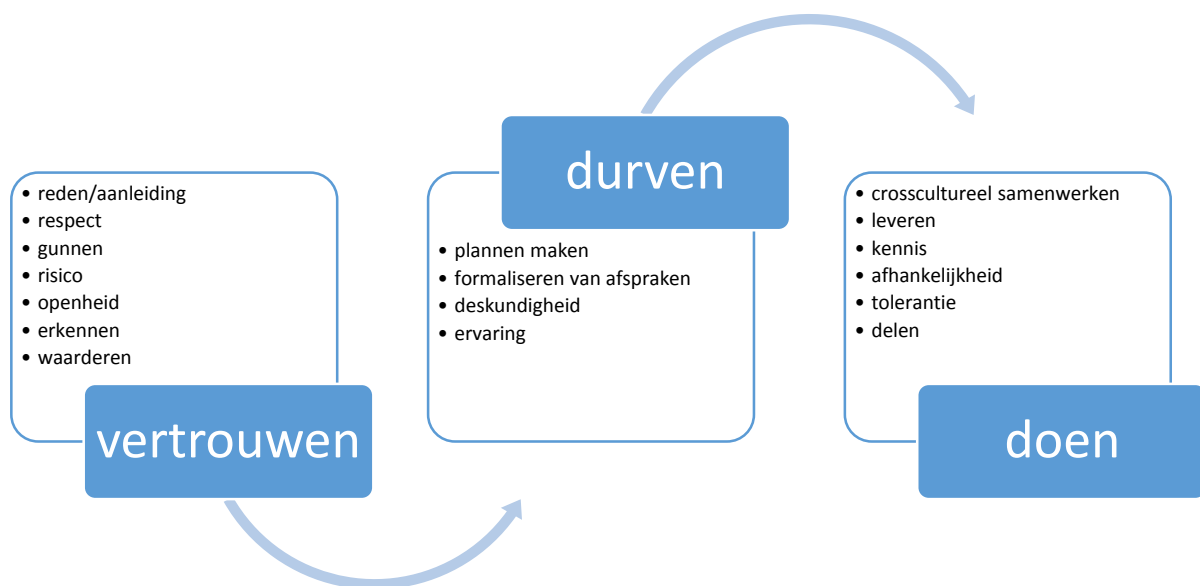 • reden/aanleiding
• respect
• gunnen
• risico
• openheid
• erkennen
• waarderen
vertrouwen
durven
• plannen maken
• formaliseren van afspraken
• deskundigheid
• ervaring
• crosscultureel samenwerken
• leveren
• kennis
• afhankelijkheid
• tolerantie
• delen
doen